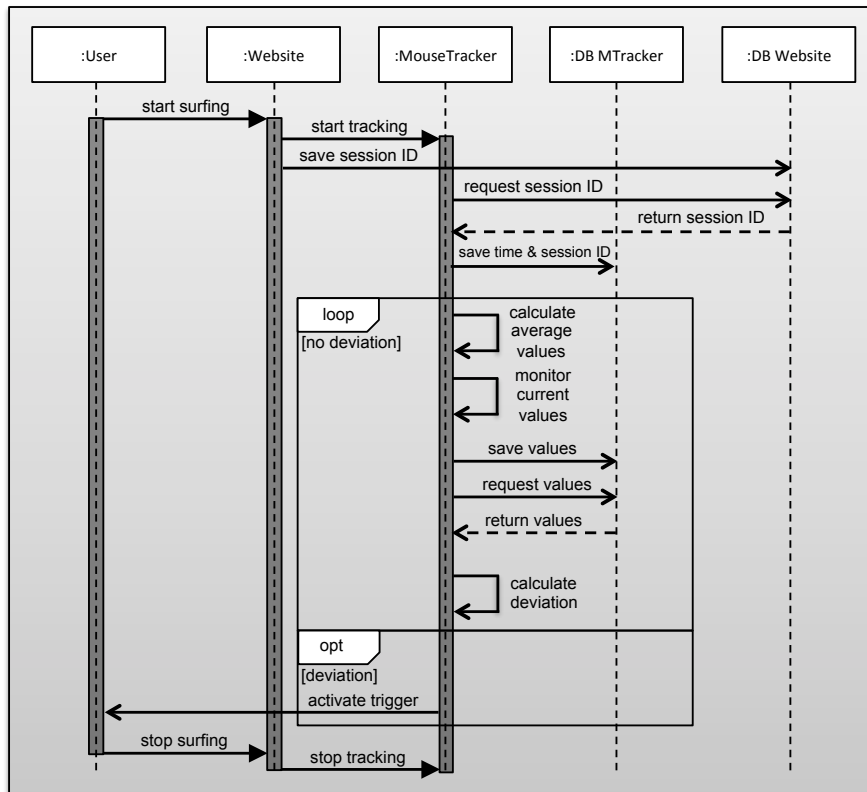 :User
:Website
:MouseTracker
:DB MTracker
:DB Website
start surfing
start tracking
save session ID
request session ID
return session ID
save time & session ID
loop
[no deviation]
calculate
average
values
monitor
current
values
save values
request values
return values
calculate
deviation
opt
[deviation]
activate trigger
stop surfing
stop tracking